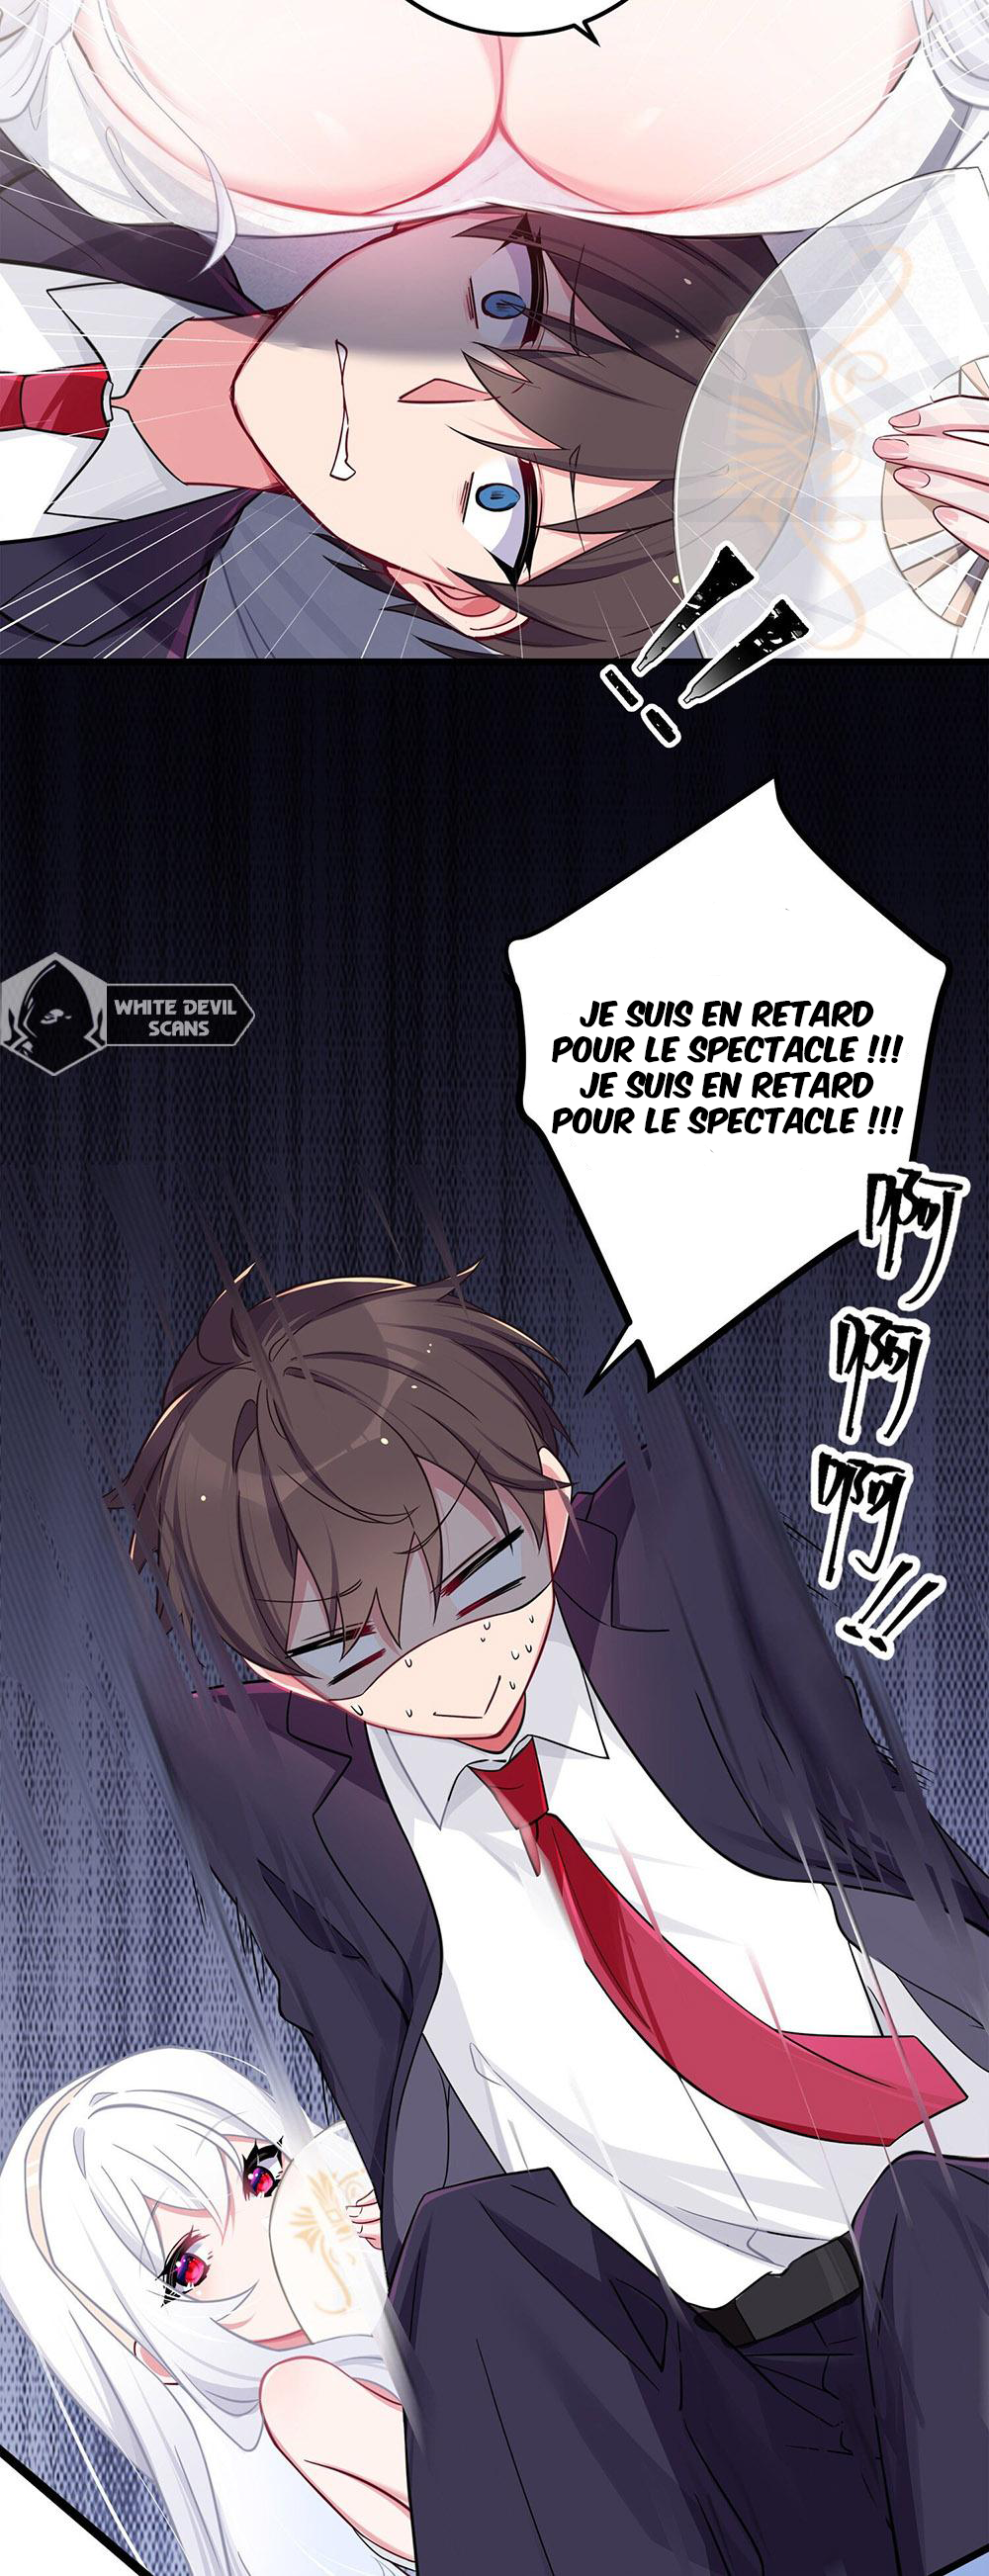 !!
WHITE DEVIL
SCANS
JE SUIS EN RETARD
POUR LE SPECTACLE !!!
JE SUIS EN RETARD
POUR LE SPECTACLE !!!
啊
啊
啊
!!